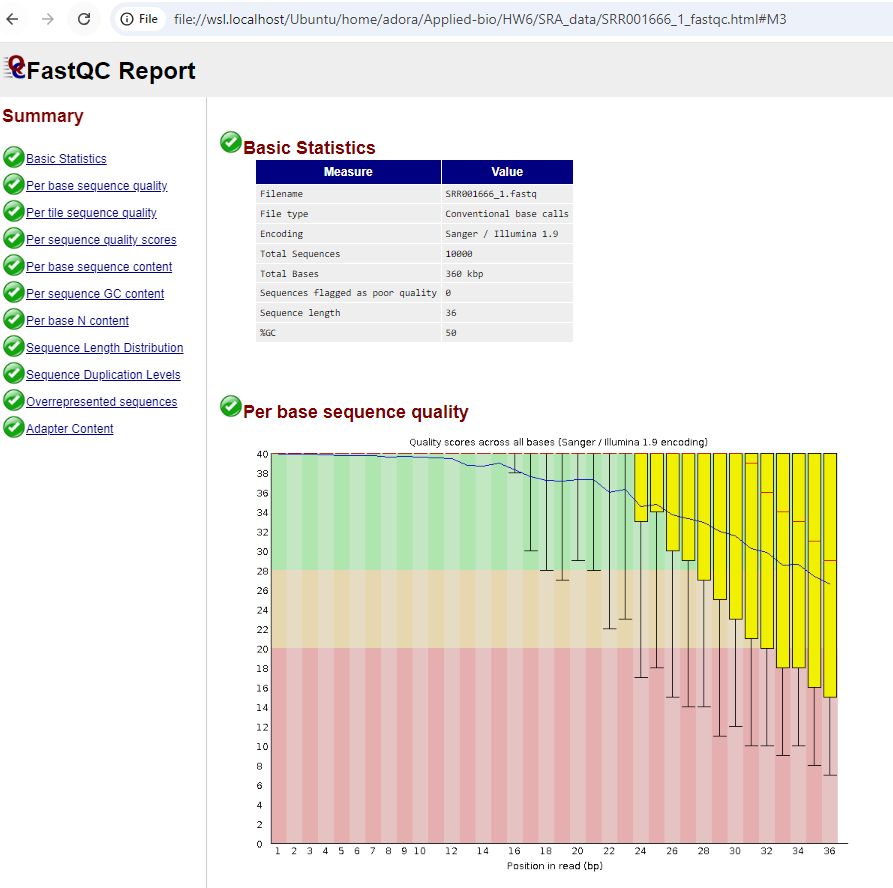 File file://wsl.localhost/Ubuntu/home/adora/Applied-bio/HW6/SRA_data/SRR001666_1_fastqc.html#M3
FastQC Report
Summary
Basic Statistics
Per base sequence quality
Per tile sequence quality
Per sequence quality scores
Per base sequence content
Per sequence GC content
Per base N content
Sequence Length Distribution
Sequence Duplication Levels
Overrepresented sequences
Adapter Content
Basic Statistics
Measure Value
Filename SRR001666_1.fastq
File type Conventional base calls
Encoding Sanger / Illumina 1.9
Total Sequences 10000
Total Bases 360 kbp
Sequences flagged as poor quality 0
Sequence length 36
%GC 50
Per base sequence quality
Quality scores across all bases (Sanger / Illumina 1.9 encoding)
40
38
36
34
32
30
28
26
24
22
20
18
16
14
12
10
8
6
4
2
0
1 2 3 4 5 6 7 8 9 10 12 14 16 18 20 22 24 26 28 30 32 34 36
Position in read (bp)